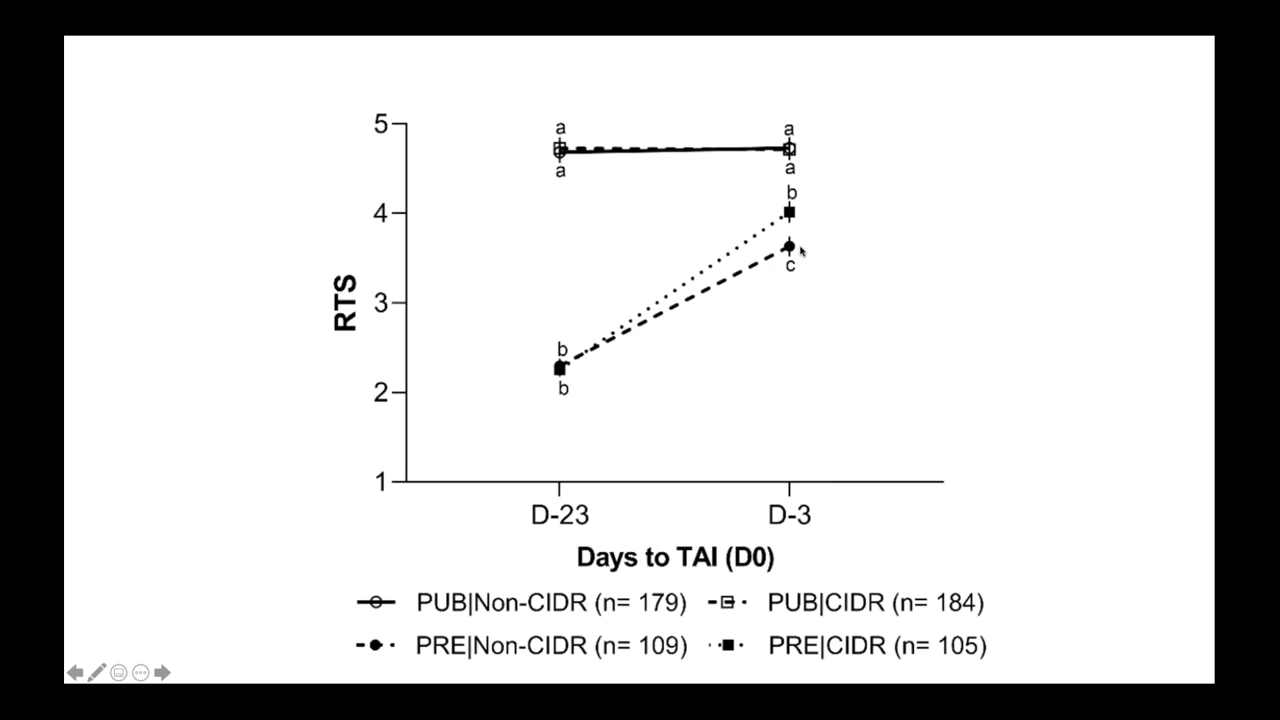 5
a
a
a
a
b
4
c
RTS
3
b
b
2
1
D-23 D-3
Days to TAI (D0)
PUB|Non-CIDR (n= 179) PUB|CIDR (n= 184)
PRE|Non-CIDR (n= 109) PRE|CIDR (n= 105)